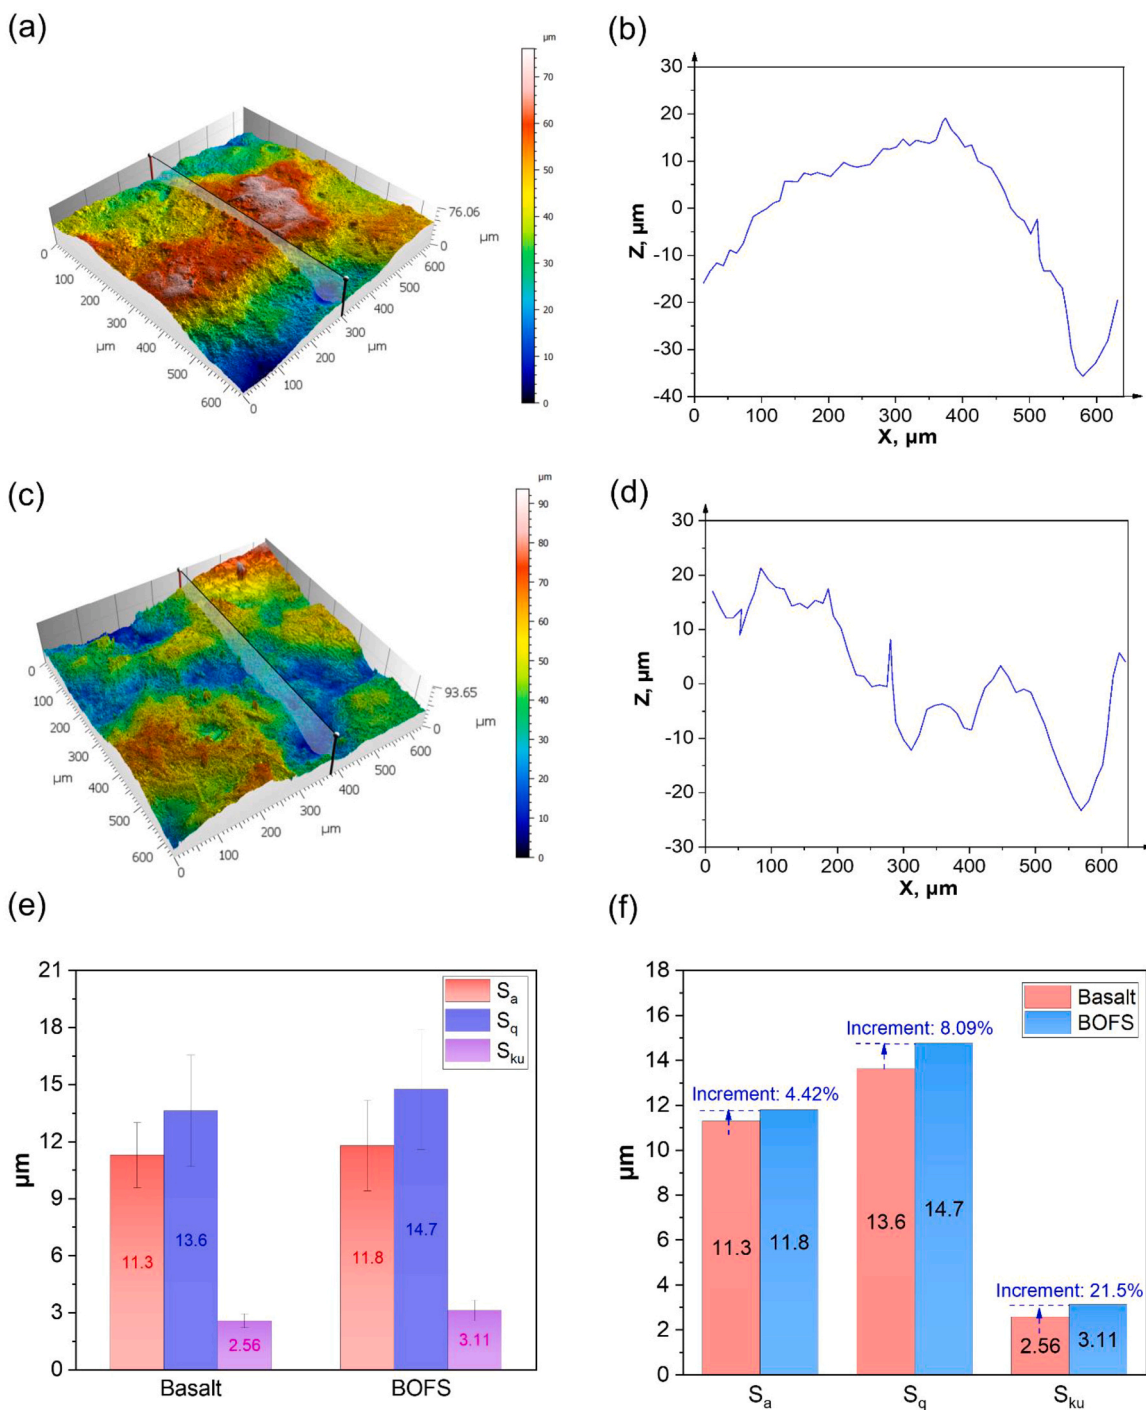 (a)
µm
70
60
50
40
30
20
10
0
76.06
µm
0
0
100
200
300
400
500
600
µm
0
100
200
300
400
500
600
µm
(b)
30
20
10
0
-10
-20
-30
-40
Z, µm
0 100 200 300 400 500 600
X, µm
(c)
µm
90
80
70
60
50
40
30
20
10
0
93.65
µm
0
0
100
200
300
400
500
600
µm
0
100
200
300
400
500
600
µm
(d)
30
20
10
0
-10
-20
-30
Z, µm
0 100 200 300 400 500 600
X, µm
(e)
21
18
15
12
9
6
3
0
µm
Sa
Sq
Sku
11.3
13.6
2.56
11.8
14.7
3.11
Basalt BOFS
(f)
18
16
14
12
10
8
6
4
2
0
µm
Basalt
BOFS
Increment: 8.09%
Increment: 4.42%
Increment: 21.5%
11.3
11.8
13.6
14.7
2.56
3.11
Sa Sq Sku